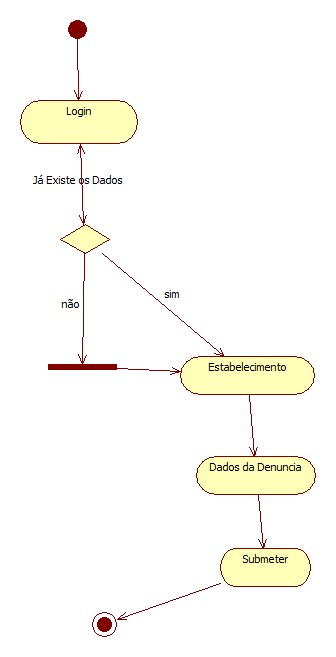 Login
Já Existe os Dados
sim
não
Estabelecimento
Dados da Denuncia
Submeter